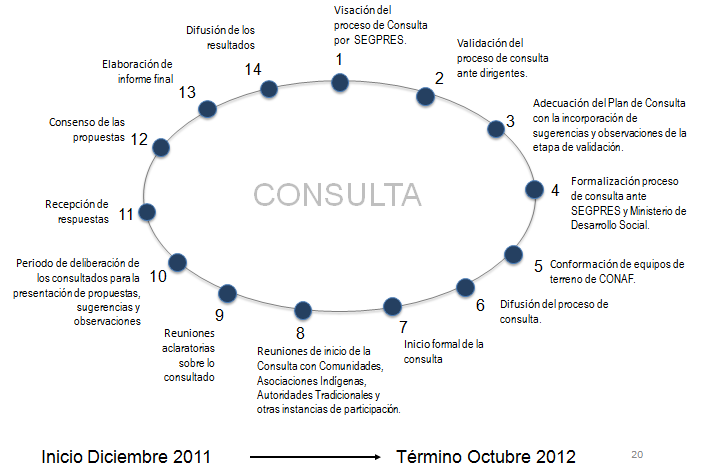 Visación del
proceso de Consulta
por SEGPRES.
1
Validación del
proceso de consulta
ante dirigentes.
2
Adecuación del Plan de Consulta
con la incorporación de
sugerencias y observaciones de la
etapa de validación.
3
Formalización proceso
de consulta ante
SEGPRES y Ministerio de
Desarrollo Social.
4
5
Conformación de equipos de
terreno de CONAF.
6
Difusión del proceso de
consulta.
7
Inicio formal de la
consulta
8
Reuniones de inicio de la
Consulta con Comunidades,
Asociaciones Indígenas,
Autoridades Tradicionales y
otras instancias de participación.
9
Reuniones
aclaratorias
sobre lo
consultado
10
Periodo de deliberación de
los consultados para la
presentación de propuestas,
sugerencias y
observaciones
11
Recepción de
respuestas
12
Consenso de las
propuestas
13
Elaboración de
informe final
14
Difusión de los
resultados
CONSULTA
Inicio Diciembre 2011
Término Octubre 2012
20